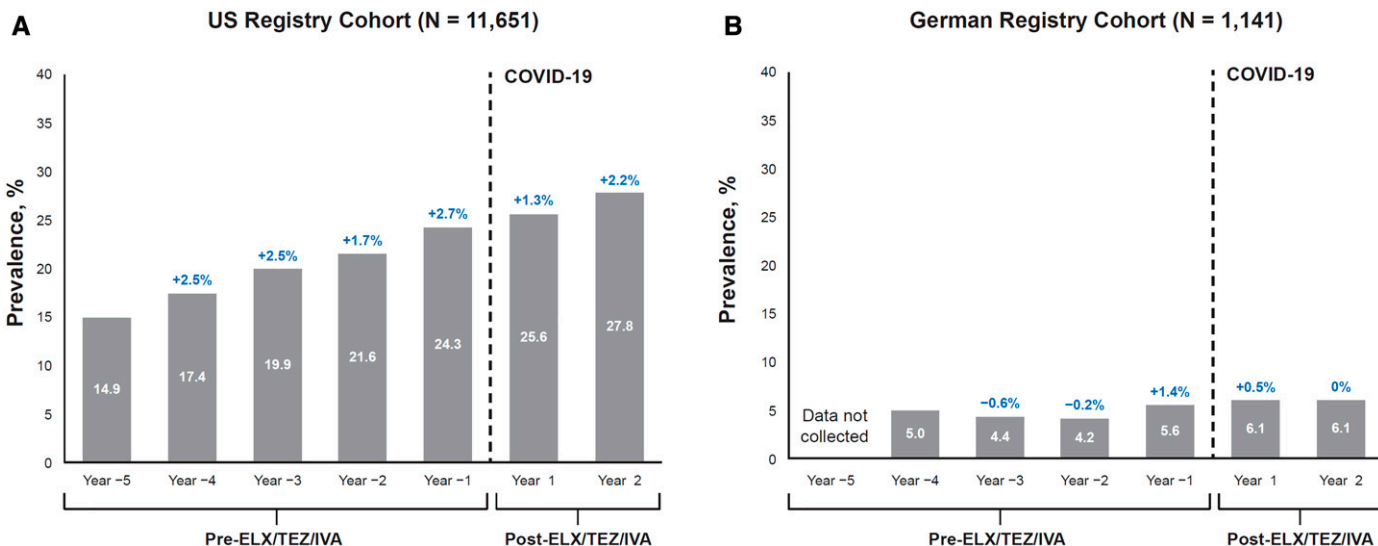 A
US Registry Cohort (N = 11,651)
COVID-19
Prevalence, %
40
35
30
25
20
15
10
5
0
+2.5%
+2.5%
+1.7%
+2.7%
+1.3%
+2.2%
14.9
17.4
19.9
21.6
24.3
25.6
27.8
Year −5
Year −4
Year −3
Year −2
Year −1
Year 1
Year 2
Pre-ELX/TEZ/IVA
Post-ELX/TEZ/IVA
B
German Registry Cohort (N = 1,141)
COVID-19
Prevalence, %
40
35
30
25
20
15
10
5
0
Data not
collected
−0.6%
−0.2%
+1.4%
+0.5%
0%
5.0
4.4
4.2
5.6
6.1
6.1
Year −5
Year −4
Year −3
Year −2
Year −1
Year 1
Year 2
Pre-ELX/TEZ/IVA
Post-ELX/TEZ/IVA